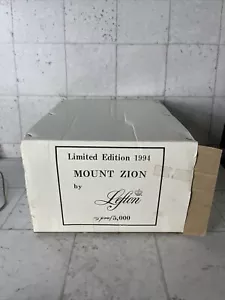 Limited Edition 1994
MOUNT ZION
by
Lefton
/5,000